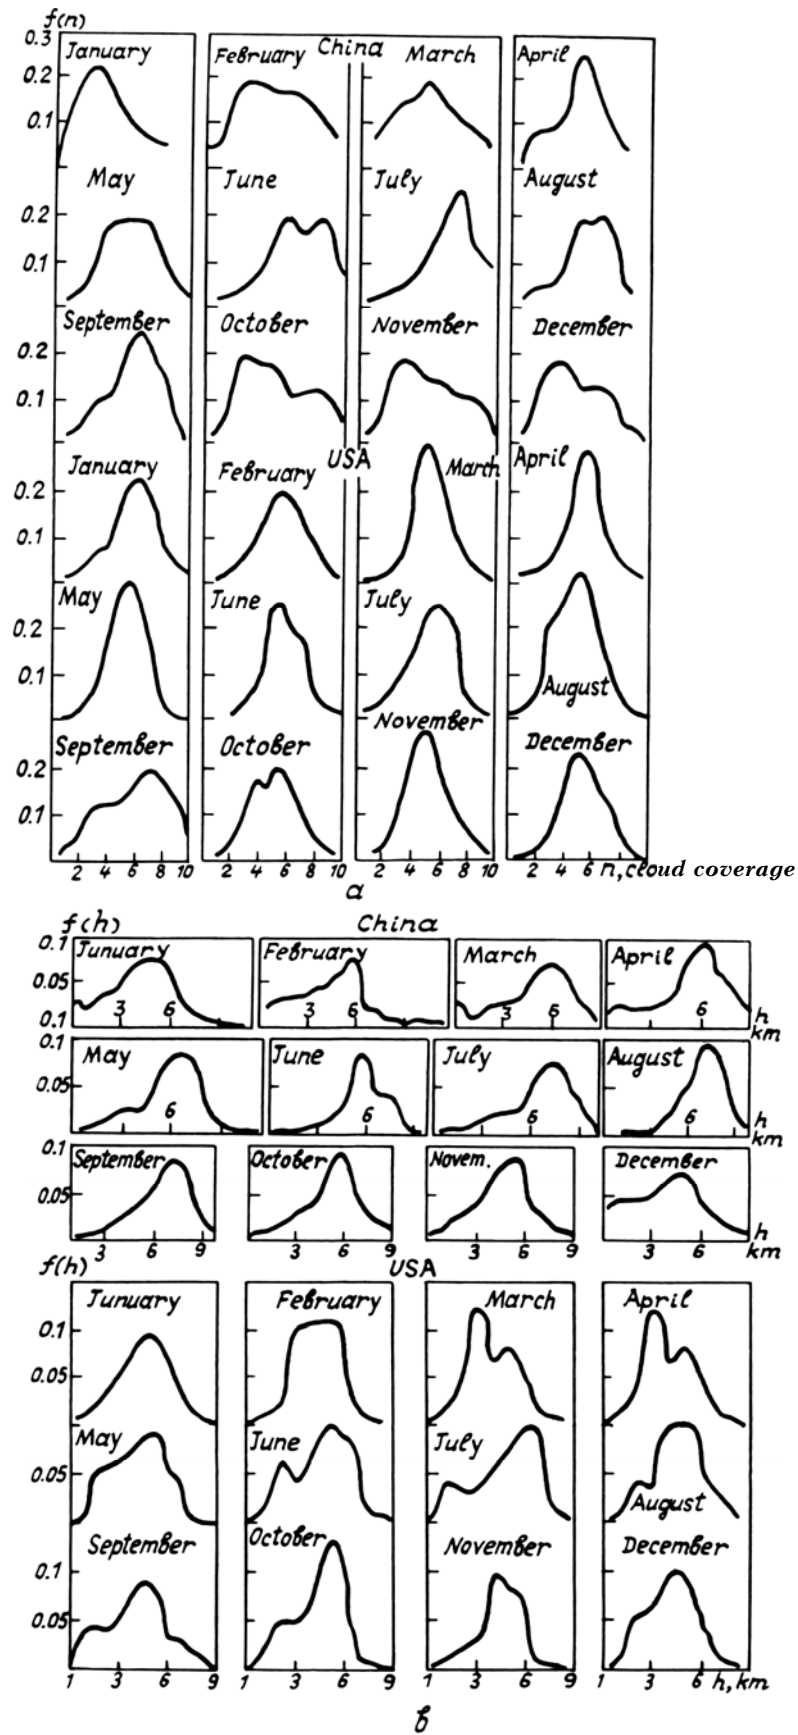 f(n)
0.3 January February China March April
0.2
0.1
May June July August
0.2
0.1
September October November December
0.2
0.1
January February USA March April
0.2
0.1
May June July
0.2
0.1 August
September October November December
0.2
0.1
2 4 6 8 10 2 4 6 8 10 2 4 6 8 10 2 4 6 n, cloud coverage
a
f(h) China
0.1 Junuary February March April
0.05
3 6 3 6 3 6 6 h
0.1 km
May June July August
0.05
6 6 6 6 h
km
0.1 September October Novem. December
0.05
3 6 9 3 6 9 3 6 9 3 6 h km
f(h) USA
Junuary February March April
0.1
0.05
May June July
0.05 August
September October November December
0.1
0.05
1 3 6 9 1 3 6 9 1 3 6 9 1 3 6 h, km
в